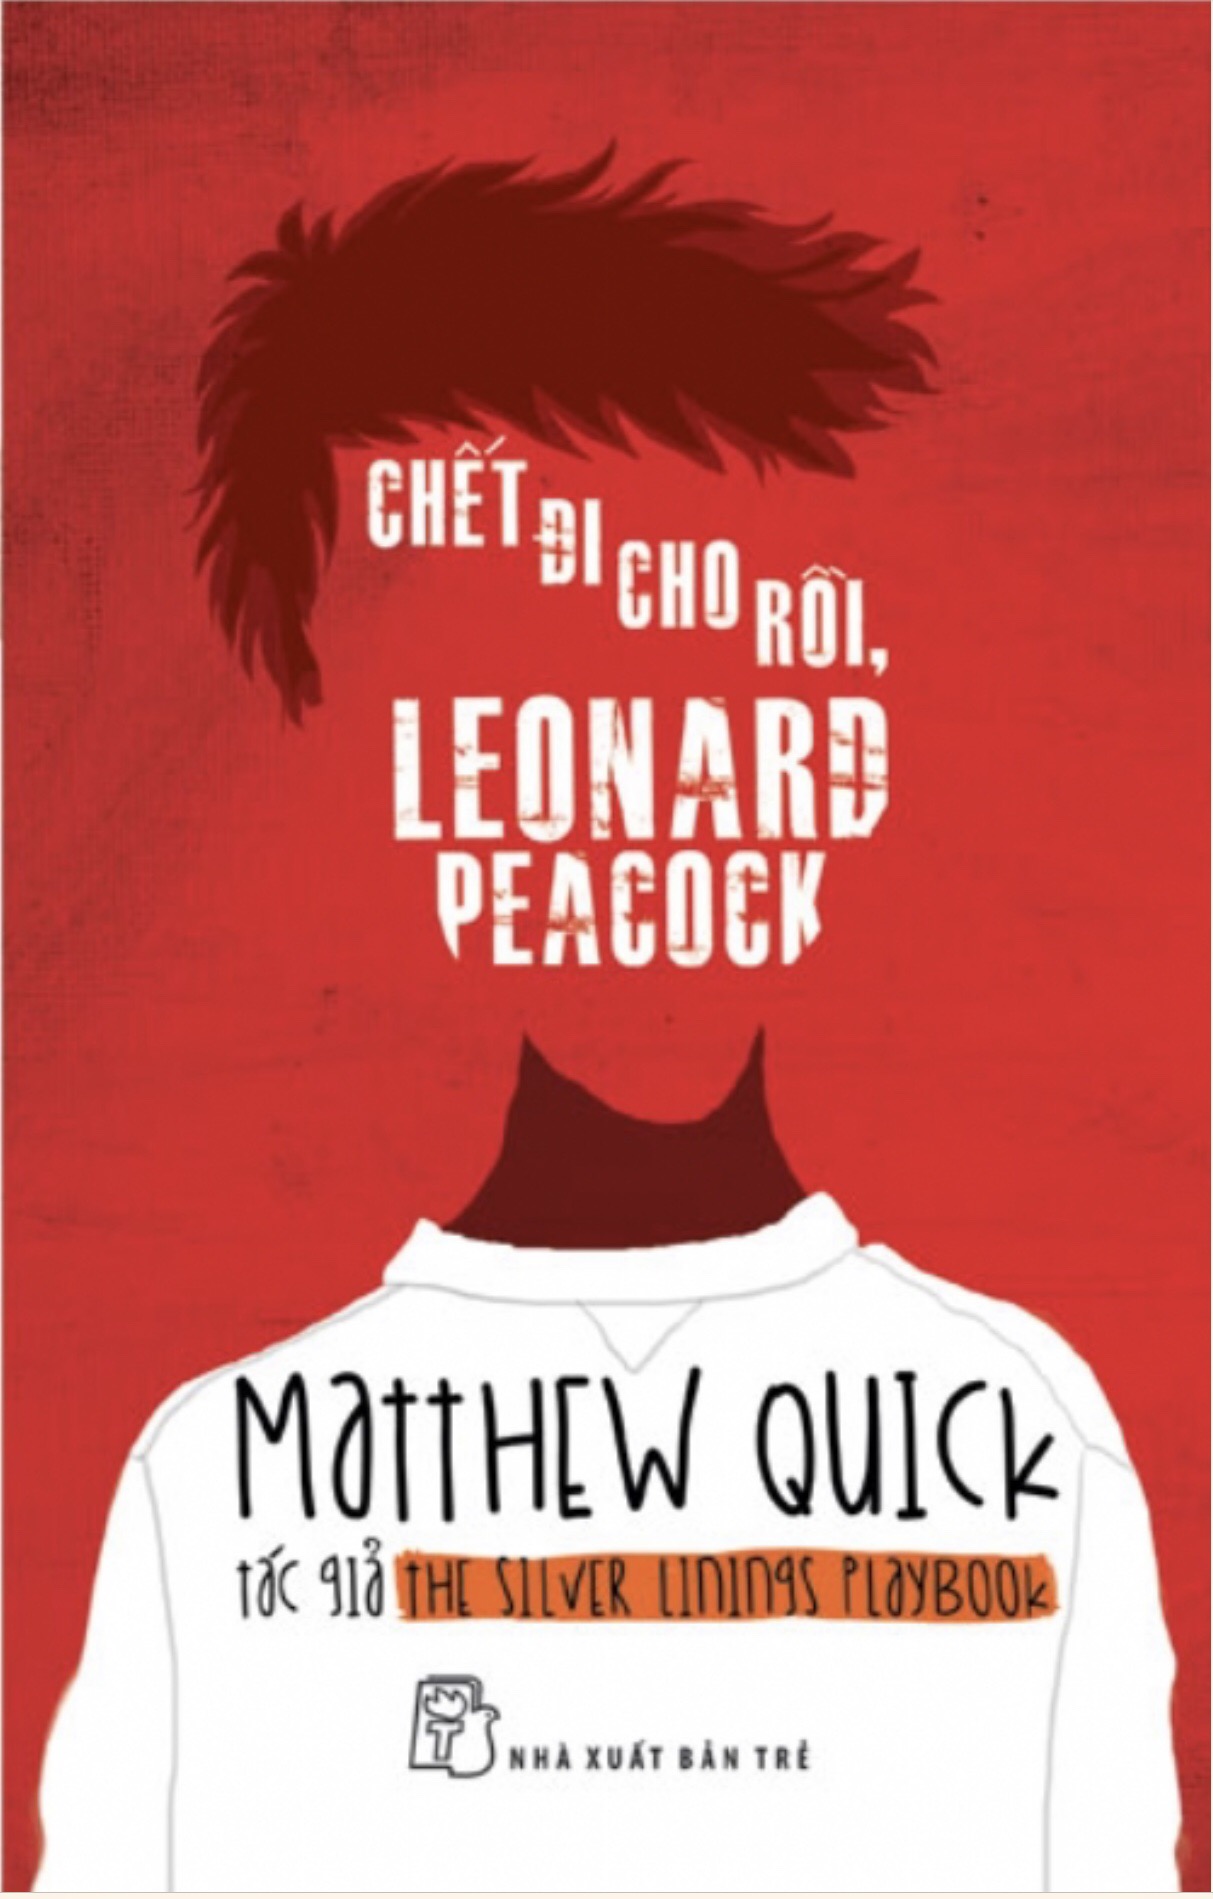 CHẾT ĐI CHO RỒI,
LEONARD
PEACOCK
MATTHEW QUICK
tác giả THE SILVER LININGS PLAYBOOK
T
NHÀ XUẤT BẢN TRẺ